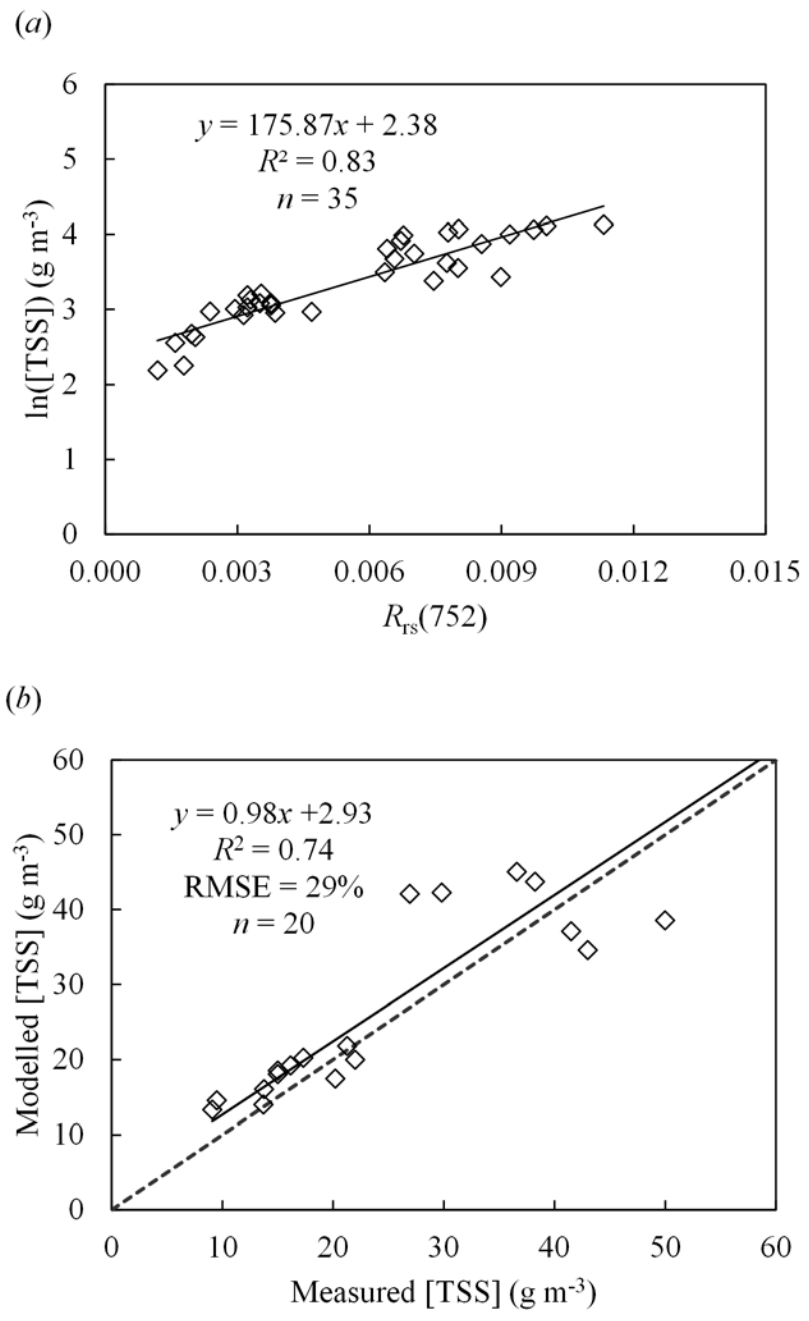 (a)
6
5
4
3
2
1
0
ln([TSS]) (g m⁻³)
y = 175.87x + 2.38
R² = 0.83
n = 35
0.000 0.003 0.006 0.009 0.012 0.015
Rrs(752)
(b)
60
50
40
30
20
10
0
Modelled [TSS] (g m⁻³)
y = 0.98x +2.93
R² = 0.74
RMSE = 29%
n = 20
0 10 20 30 40 50 60
Measured [TSS] (g m⁻³)